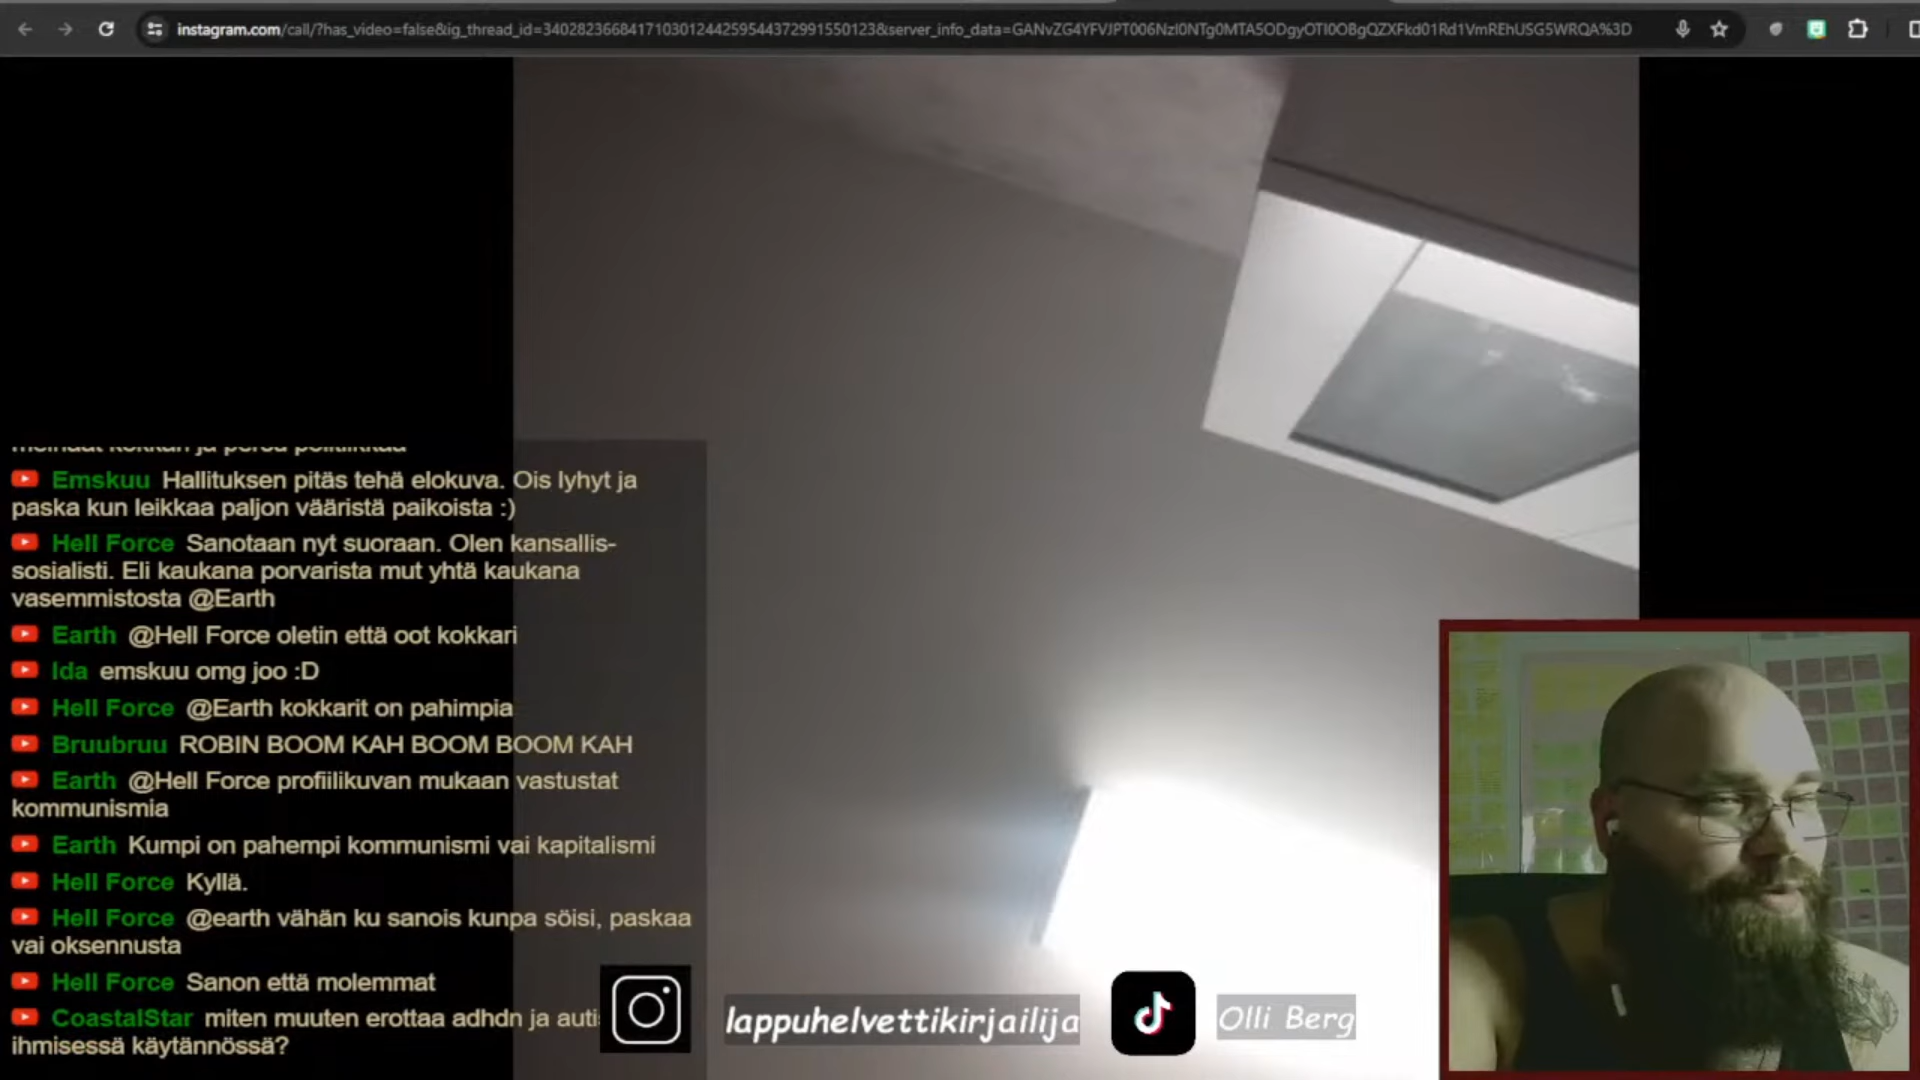 instagram.com/call/?has_video=false&ig_thread_id=340282366841710301244259544372991550123&server_info_data=GANvZG4YFVJPT006NzI0NTg0MTA5ODgyOTI0OBgQZXFkd01Rd1VmREhUSG5WRQA%3D
Emskuu Hallituksen pitäs tehä elokuva. Ois lyhyt ja
paska kun leikkaa paljon vääristä paikoista :)
Hell Force Sanotaan nyt suoraan. Olen kansallis-
sosialisti. Eli kaukana porvarista mut yhtä kaukana
vasemmistosta @Earth
Earth @Hell Force oletin että oot kokkari
Ida emskuu omg joo :D
Hell Force @Earth kokkarit on pahimpia
Bruubruu ROBIN BOOM KAH BOOM BOOM KAH
Earth @Hell Force profiilikuvan mukaan vastustat
kommunismia
Earth Kumpi on pahempi kommunismi vai kapitalismi
Hell Force Kyllä.
Hell Force @earth vähän ku sanois kunpa söisi, paskaa
vai oksennusta
Hell Force Sanon että molemmat
CoastalStar miten muuten erottaa adhdn ja auti
ihmisessä käytännössä?
lappuhelvettikirjailija
Olli Berg